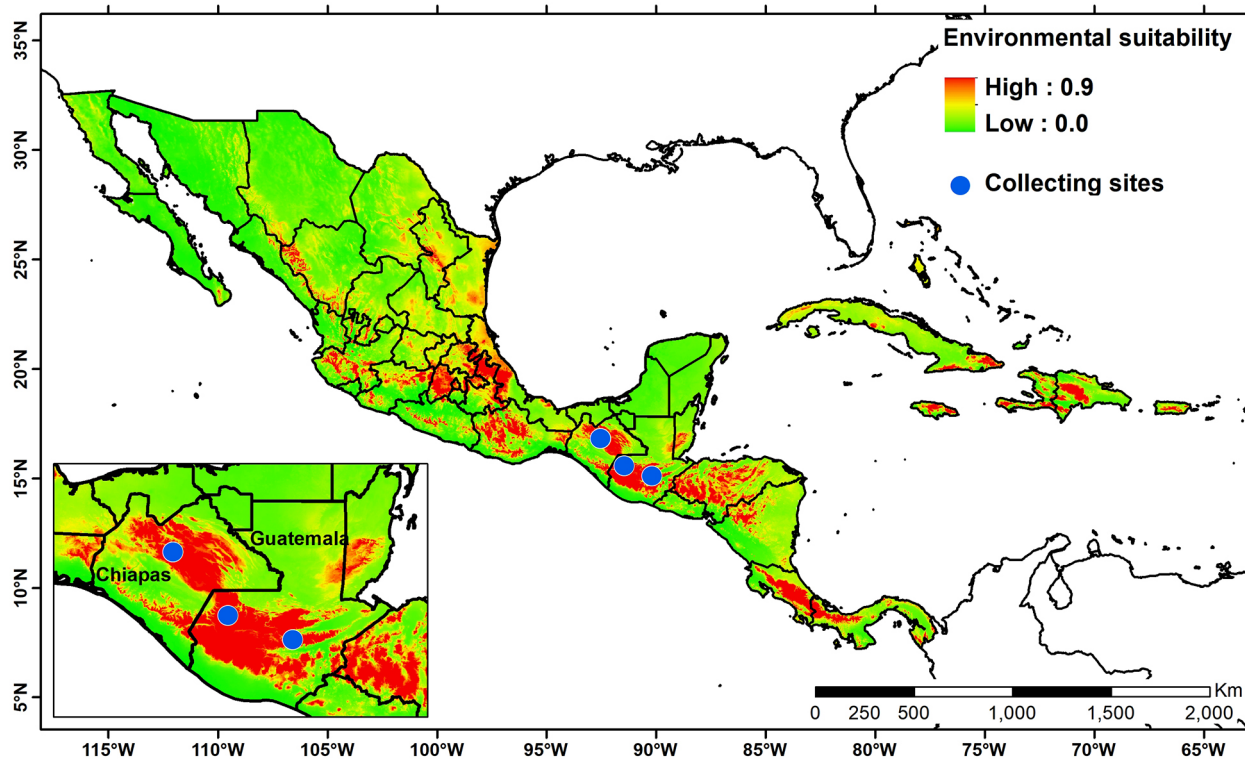 Environmental suitability
High : 0.9
Low : 0.0
Collecting sites
35°N
30°N
25°N
20°N
15°N
10°N
5°N
Guatemala
Chiapas
Km
0 250 500 1,000 1,500 2,000
115°W 110°W 105°W 100°W 95°W 90°W 85°W 80°W 75°W 70°W 65°W